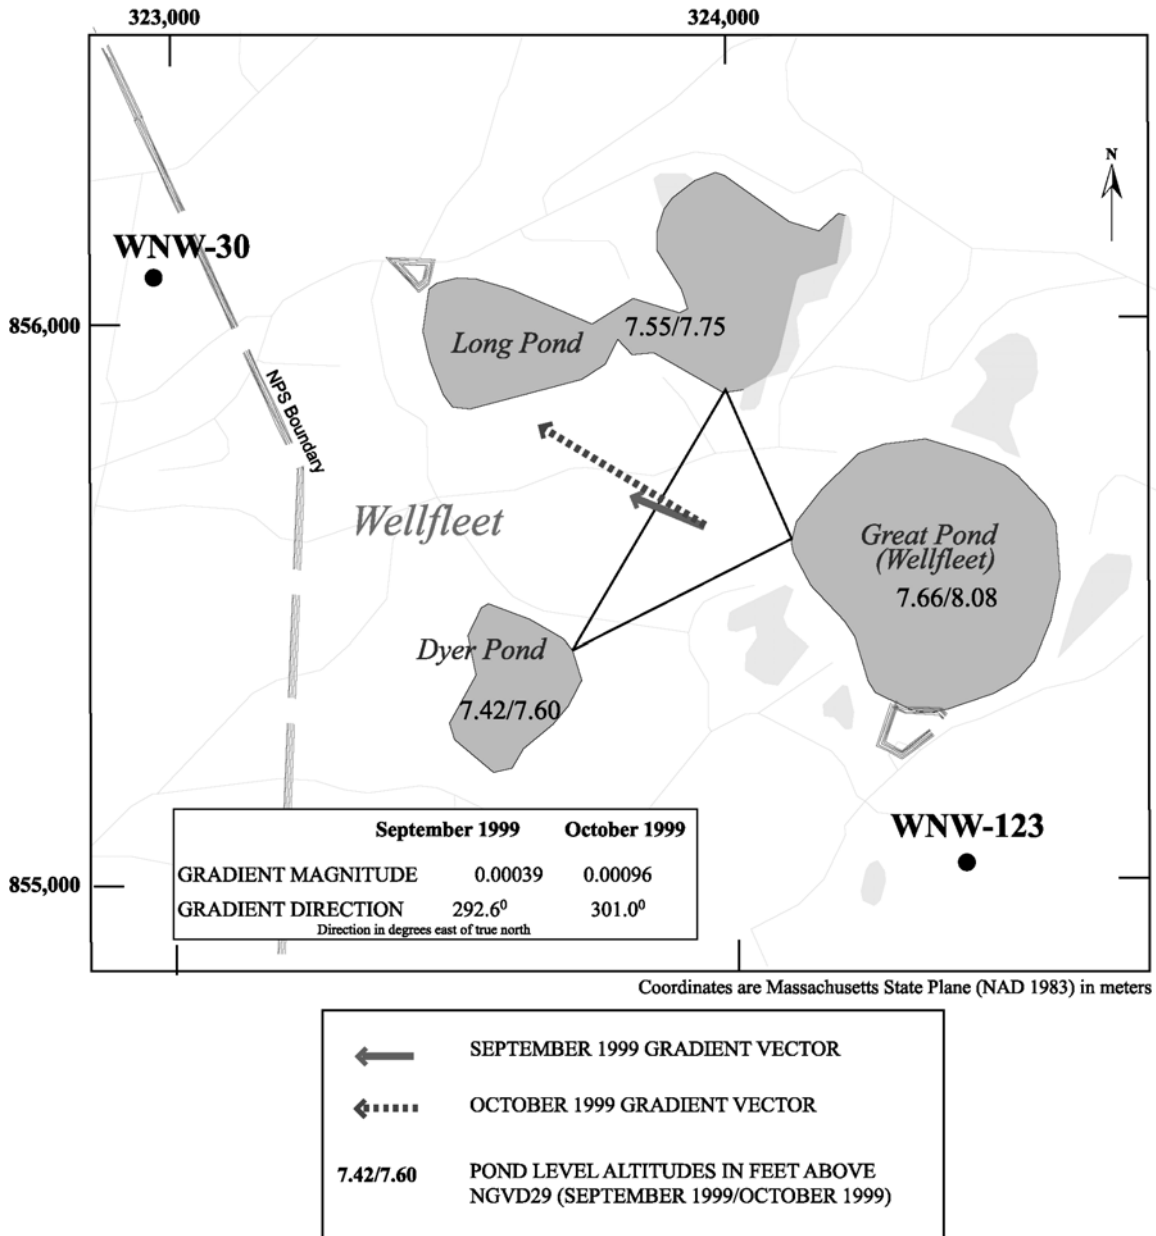 323,000
324,000
N
WNW-30
856,000
7.55/7.75
Long Pond
NPS Boundary
Wellfleet
Great Pond
(Wellfleet)
7.66/8.08
Dyer Pond
7.42/7.60
WNW-123
September 1999 October 1999
GRADIENT MAGNITUDE 0.00039 0.00096
855,000
GRADIENT DIRECTION 292.6⁰ 301.0⁰
Direction in degrees east of true north
Coordinates are Massachusetts State Plane (NAD 1983) in meters
SEPTEMBER 1999 GRADIENT VECTOR
OCTOBER 1999 GRADIENT VECTOR
7.42/7.60 POND LEVEL ALTITUDES IN FEET ABOVE
NGVD29 (SEPTEMBER 1999/OCTOBER 1999)